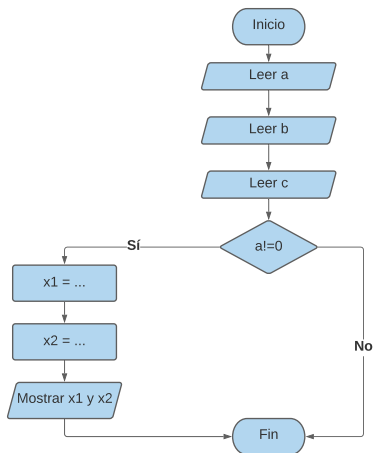 Inicio
Leer a
Leer b
Leer c
a!=0
Sí
No
x1 = ...
x2 = ...
Mostrar x1 y x2
Fin